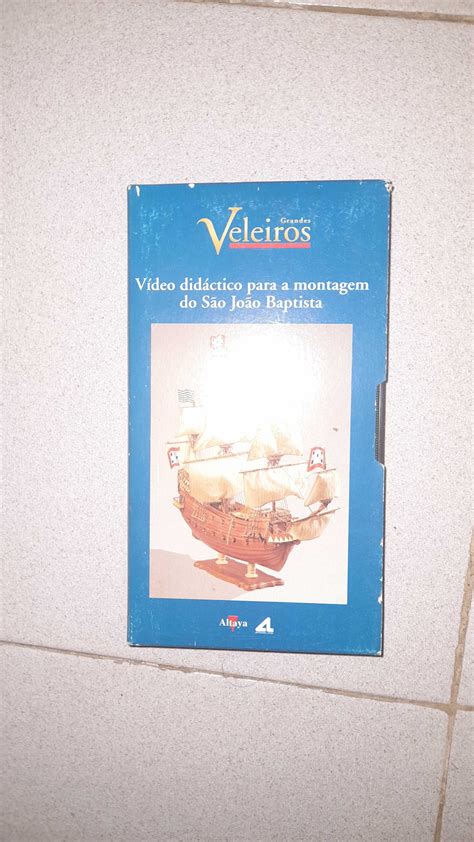 Grandes
Veleiros
Vídeo didáctico para a montagem
do São João Baptista
Altaya